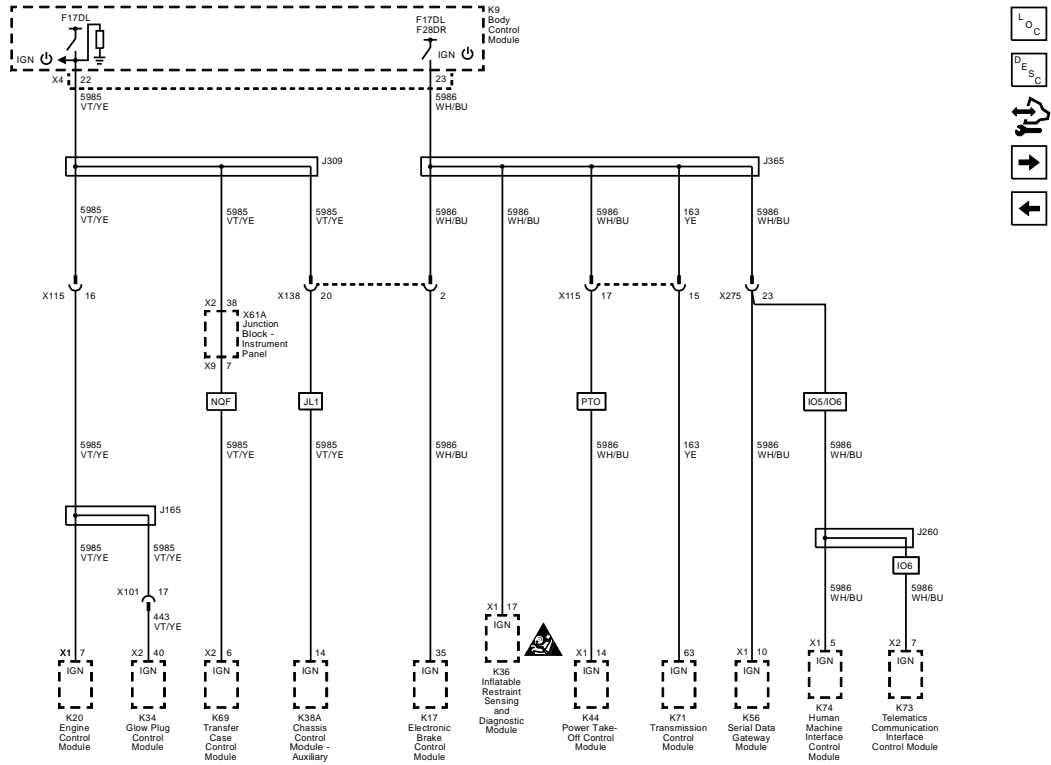 K9
Body
Control
Module
F17DL
F17DL
F28DR
IGN
IGN
X4
22
23
5985
VT/YE
5986
WH/BU
J309
J365
5985
VT/YE
5985
VT/YE
5985
VT/YE
5986
WH/BU
5986
WH/BU
5986
WH/BU
163
YE
5986
WH/BU
X115
16
X138
20
2
X115
17
15
X275
23
X2
38
X61A
Junction
Block -
Instrument
Panel
X9
7
NQF
JL1
PTO
IO5/IO6
5985
VT/YE
5985
VT/YE
5985
VT/YE
5986
WH/BU
5986
WH/BU
163
YE
5986
WH/BU
5986
WH/BU
J165
J260
5985
VT/YE
5985
VT/YE
IO6
X101
17
443
VT/YE
5986
WH/BU
5986
WH/BU
X1
7
IGN
K20
Engine
Control
Module
X2
40
IGN
K34
Glow Plug
Control
Module
X2
6
IGN
K69
Transfer
Case
Control
Module
14
IGN
K38A
Chassis
Control
Module -
Auxiliary
35
IGN
K17
Electronic
Brake
Control
Module
X1
17
IGN
K36
Inflatable
Restraint
Sensing
and
Diagnostic
Module
X1
14
IGN
K44
Power Take-
Off Control
Module
63
IGN
K71
Transmission
Control
Module
X1
10
IGN
K56
Serial Data
Gateway
Module
X1
5
IGN
K74
Human
Machine
Interface
Control
Module
X2
7
IGN
K73
Telematics
Communication
Interface
Control Module
LOC
DESC